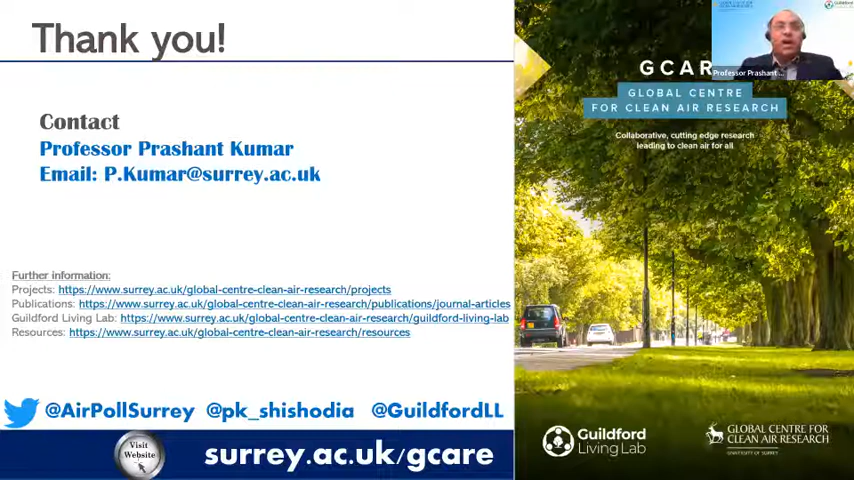 Thank you!
Contact
Professor Prashant Kumar
Email: P.Kumar@surrey.ac.uk
Further information:
Projects: https://www.surrey.ac.uk/global-centre-clean-air-research/projects
Publications: https://www.surrey.ac.uk/global-centre-clean-air-research/publications/journal-articles
Guildford Living Lab: https://www.surrey.ac.uk/global-centre-clean-air-research/guildford-living-lab
Resources: https://www.surrey.ac.uk/global-centre-clean-air-research/resources
@AirPollSurrey @pk_shishodia @GuildfordLL
Visit
Website
surrey.ac.uk/gcare
Guildford
Professor Prashant ...
GCAR
GLOBAL CENTRE
FOR CLEAN AIR RESEARCH
Collaborative, cutting edge research
leading to clean air for all
Guildford
Living Lab
GLOBAL CENTRE FOR
CLEAN AIR RESEARCH
UNIVERSITY OF SURREY